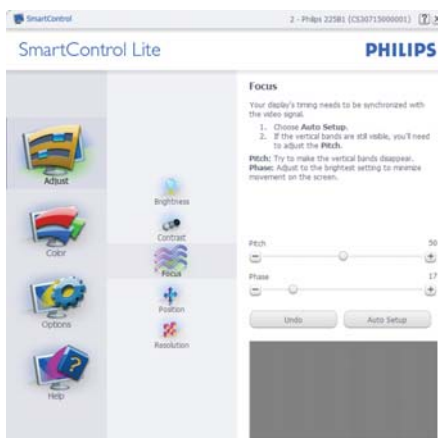 SmartControl
2 - Philips 225B1 (CS30715000001)
SmartControl Lite
PHILIPS
Adjust
Color
Options
Help
Brightness
Contrast
Focus
Position
Resolution
Focus
Your display's timing needs to be synchronized with
the video signal.
1. Choose Auto Setup.
2. If the vertical bands are still visible, you'll need
to adjust the Pitch.
Pitch: Try to make the vertical bands disappear.
Phase: Adjust to the brightest setting to minimize
movement on the screen.
Pitch 50
Phase 17
Undo Auto Setup